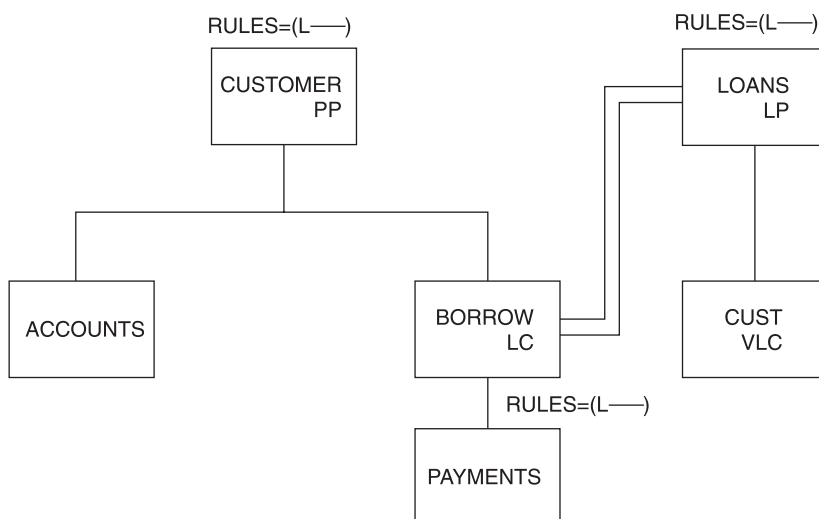 RULES=(L——)
RULES=(L——)
CUSTOMER
PP
LOANS
LP
ACCOUNTS
BORROW
LC
CUST
VLC
RULES=(L——)
PAYMENTS